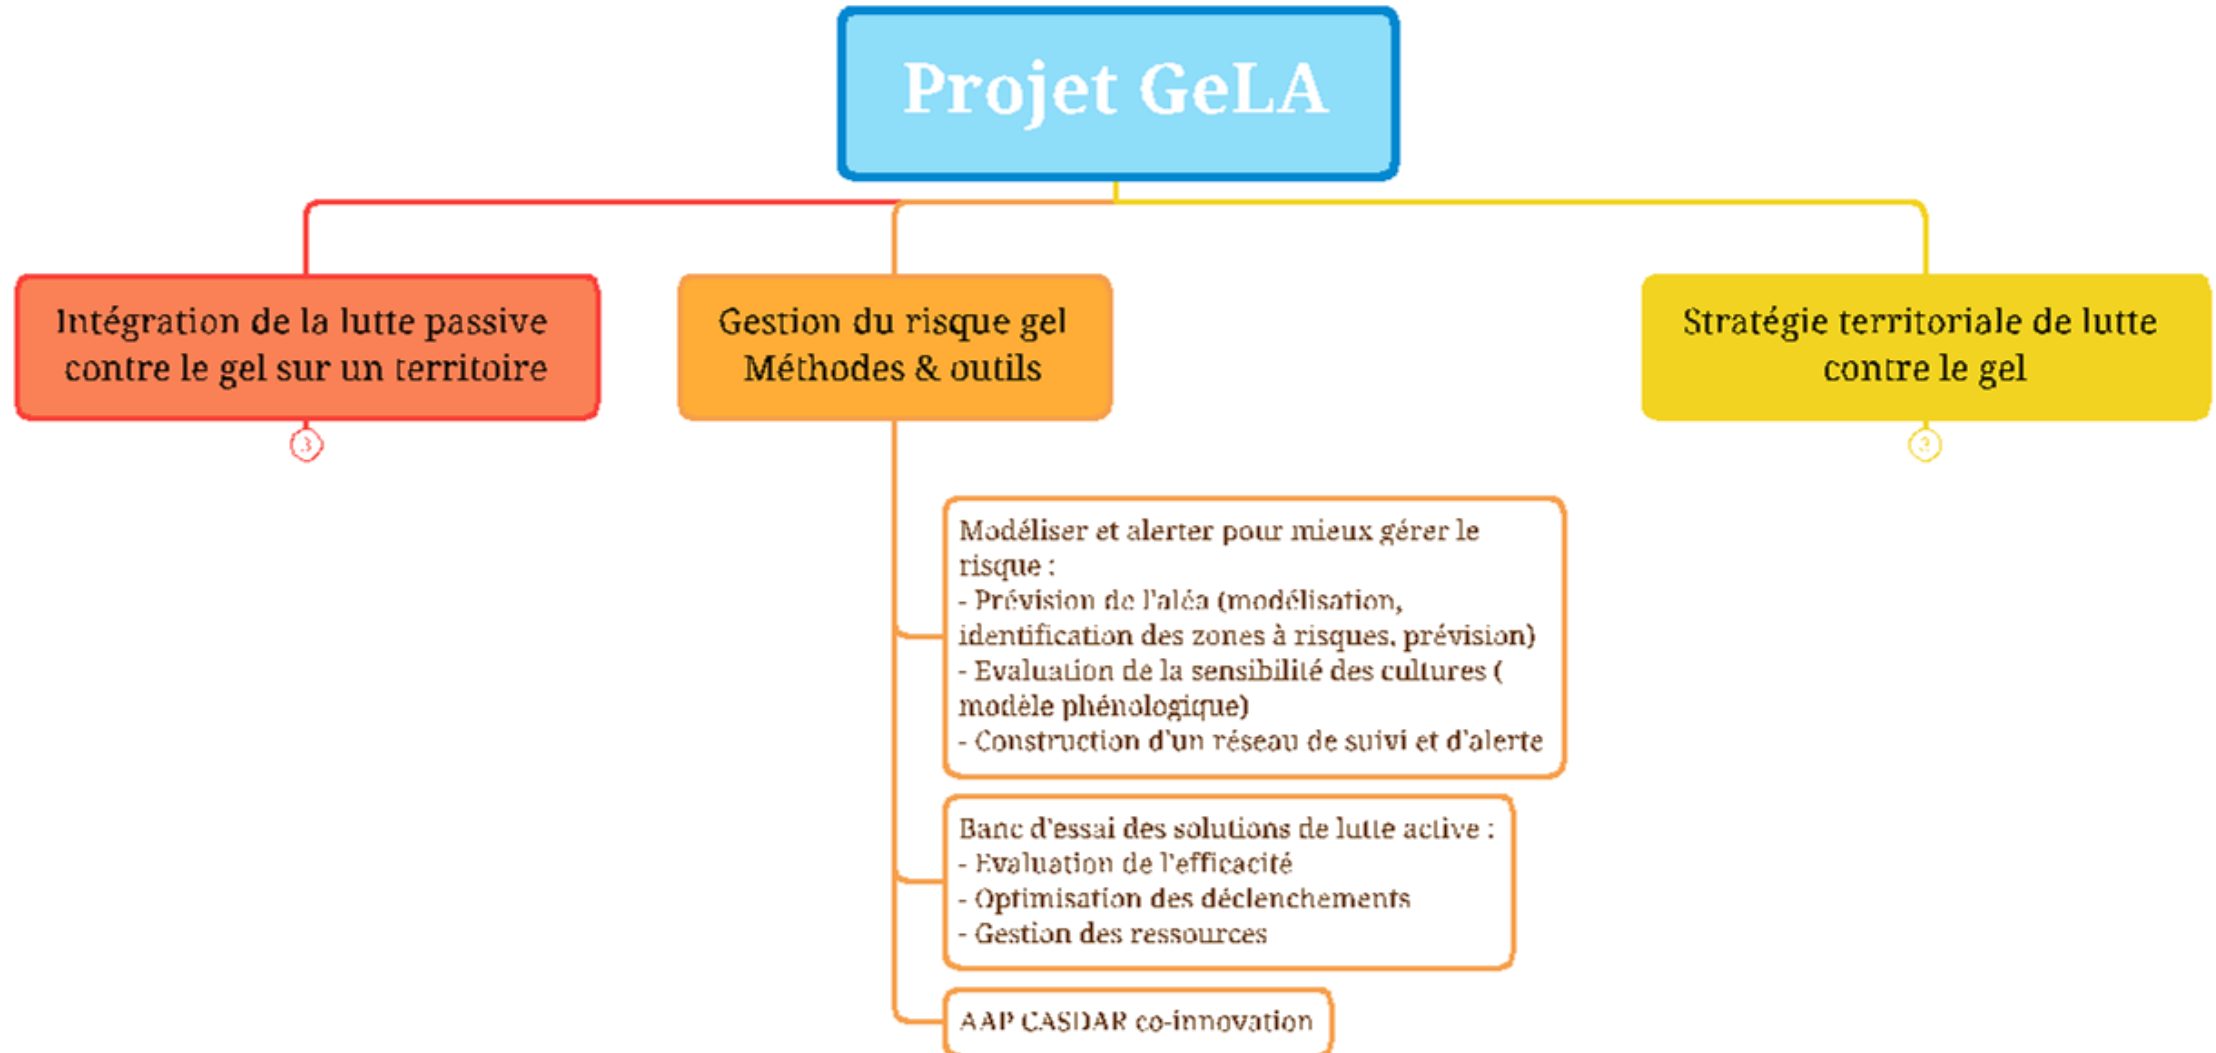 Projet GeLA
Intégration de la lutte passive
contre le gel sur un territoire
3
Gestion du risque gel
Méthodes & outils
Stratégie territoriale de lutte
contre le gel
3
Modéliser et alerter pour mieux gérer le
risque :
- Prévision de l'aléa (modélisation,
identification des zones à risques, prévision)
- Evaluation de la sensibilité des cultures (
modèle phénologique)
- Construction d'un réseau de suivi et d'alerte
Banc d'essai des solutions de lutte active :
- Evaluation de l'efficacité
- Optimisation des déclenchements
- Gestion des ressources
AAP CASDAR co-innovation